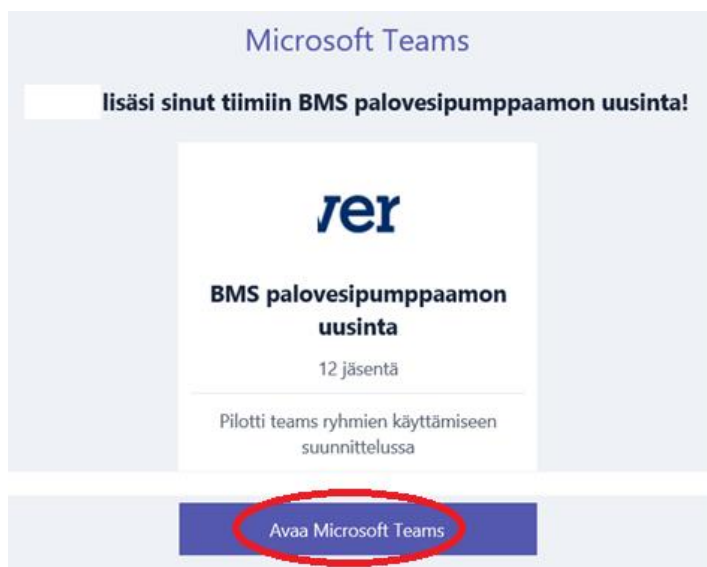 Microsoft Teams
lisäsi sinut tiimiin BMS palovesipumppaamon uusinta!
ver
BMS palovesipumppaamon
uusinta
12 jäsentä
Pilotti teams ryhmien käyttämiseen
suunnittelussa
Avaa Microsoft Teams